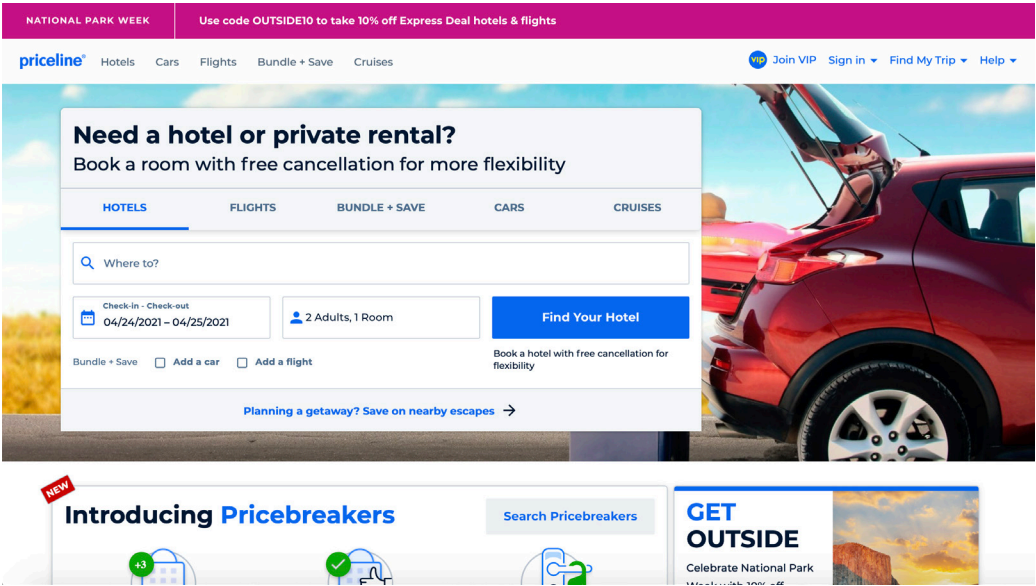 NATIONAL PARK WEEK
Use code OUTSIDE10 to take 10% off Express Deal hotels & flights
priceline®
Hotels
Cars
Flights
Bundle + Save
Cruises
VIP
Join VIP
Sign in
Find My Trip
Help
Need a hotel or private rental?
Book a room with free cancellation for more flexibility
HOTELS
FLIGHTS
BUNDLE + SAVE
CARS
CRUISES
Where to?
Check-in - Check-out
04/24/2021 – 04/25/2021
2 Adults, 1 Room
Find Your Hotel
Bundle + Save
Add a car
Add a flight
Book a hotel with free cancellation for
flexibility
Planning a getaway? Save on nearby escapes
NEW
Introducing Pricebreakers
Search Pricebreakers
+3
GET
OUTSIDE
Celebrate National Park
Week with 10% off